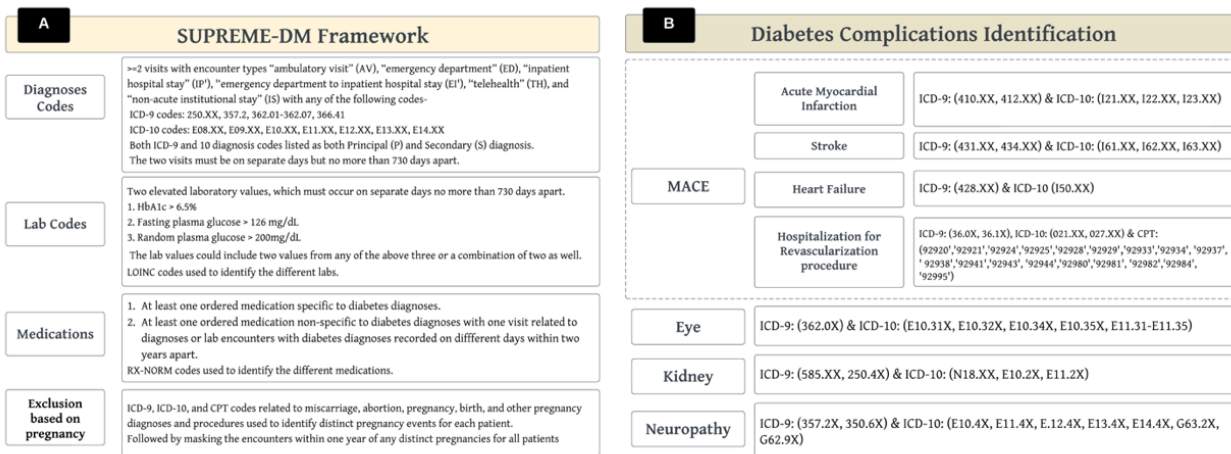 A
SUPREME-DM Framework
Diagnoses
Codes
>=2 visits with encounter types "ambulatory visit" (AV), "emergency department" (ED), "inpatient
hospital stay" (IP'), "emergency department to inpatient hospital stay (EI'), "telehealth" (TH), and
"non-acute institutional stay" (IS) with any of the following codes-
ICD-9 codes: 250.XX, 357.2, 362.01-362.07, 366.41
ICD-10 codes: E08.XX, E09.XX, E10.XX, E11.XX, E12.XX, E13.XX, E14.XX
Both ICD-9 and 10 diagnosis codes listed as both Principal (P) and Secondary (S) diagnosis.
The two visits must be on separate days but no more than 730 days apart.
Lab Codes
Two elevated laboratory values, which must occur on separate days no more than 730 days apart.
1. HbA1c > 6.5%
2. Fasting plasma glucose > 126 mg/dL
3. Random plasma glucose > 200mg/dL
The lab values could include two values from any of the above three or a combination of two as well.
LOINC codes used to identify the different labs.
Medications
1. At least one ordered medication specific to diabetes diagnoses.
2. At least one ordered medication non-specific to diabetes diagnoses with one visit related to
diagnoses or lab encounters with diabetes diagnoses recorded on diffferent days within two
years apart.
RX-NORM codes used to identify the different medications.
Exclusion
based on
pregnancy
ICD-9, ICD-10, and CPT codes related to miscarriage, abortion, pregnancy, birth, and other pregnancy
diagnoses and procedures used to identify distinct pregnancy events for each patient.
Followed by masking the encounters within one year of any distinct pregnancies for all patients
B
Diabetes Complications Identification
MACE
Acute Myocardial
Infarction
ICD-9: (410.XX, 412.XX) & ICD-10: (I21.XX, I22.XX, I23.XX)
Stroke
ICD-9: (431.XX, 434.XX) & ICD-10: (I61.XX, I62.XX, I63.XX)
Heart Failure
ICD-9: (428.XX) & ICD-10 (I50.XX)
Hospitalization for
Revascularization
procedure
ICD-9: (36.0X, 36.1X), ICD-10: (021.XX, 027.XX) & CPT:
(92920','92921','92924','92925','92928','92929','92933','92934', '92937',
' 92938','92941','92943', '92944','92980','92981', '92982','92984',
'92995')
Eye
ICD-9: (362.0X) & ICD-10: (E10.31X, E10.32X, E10.34X, E10.35X, E11.31-E11.35)
Kidney
ICD-9: (585.XX, 250.4X) & ICD-10: (N18.XX, E10.2X, E11.2X)
Neuropathy
ICD-9: (357.2X, 350.6X) & ICD-10: (E10.4X, E11.4X, E.12.4X, E13.4X, E14.4X, G63.2X,
G62.9X)